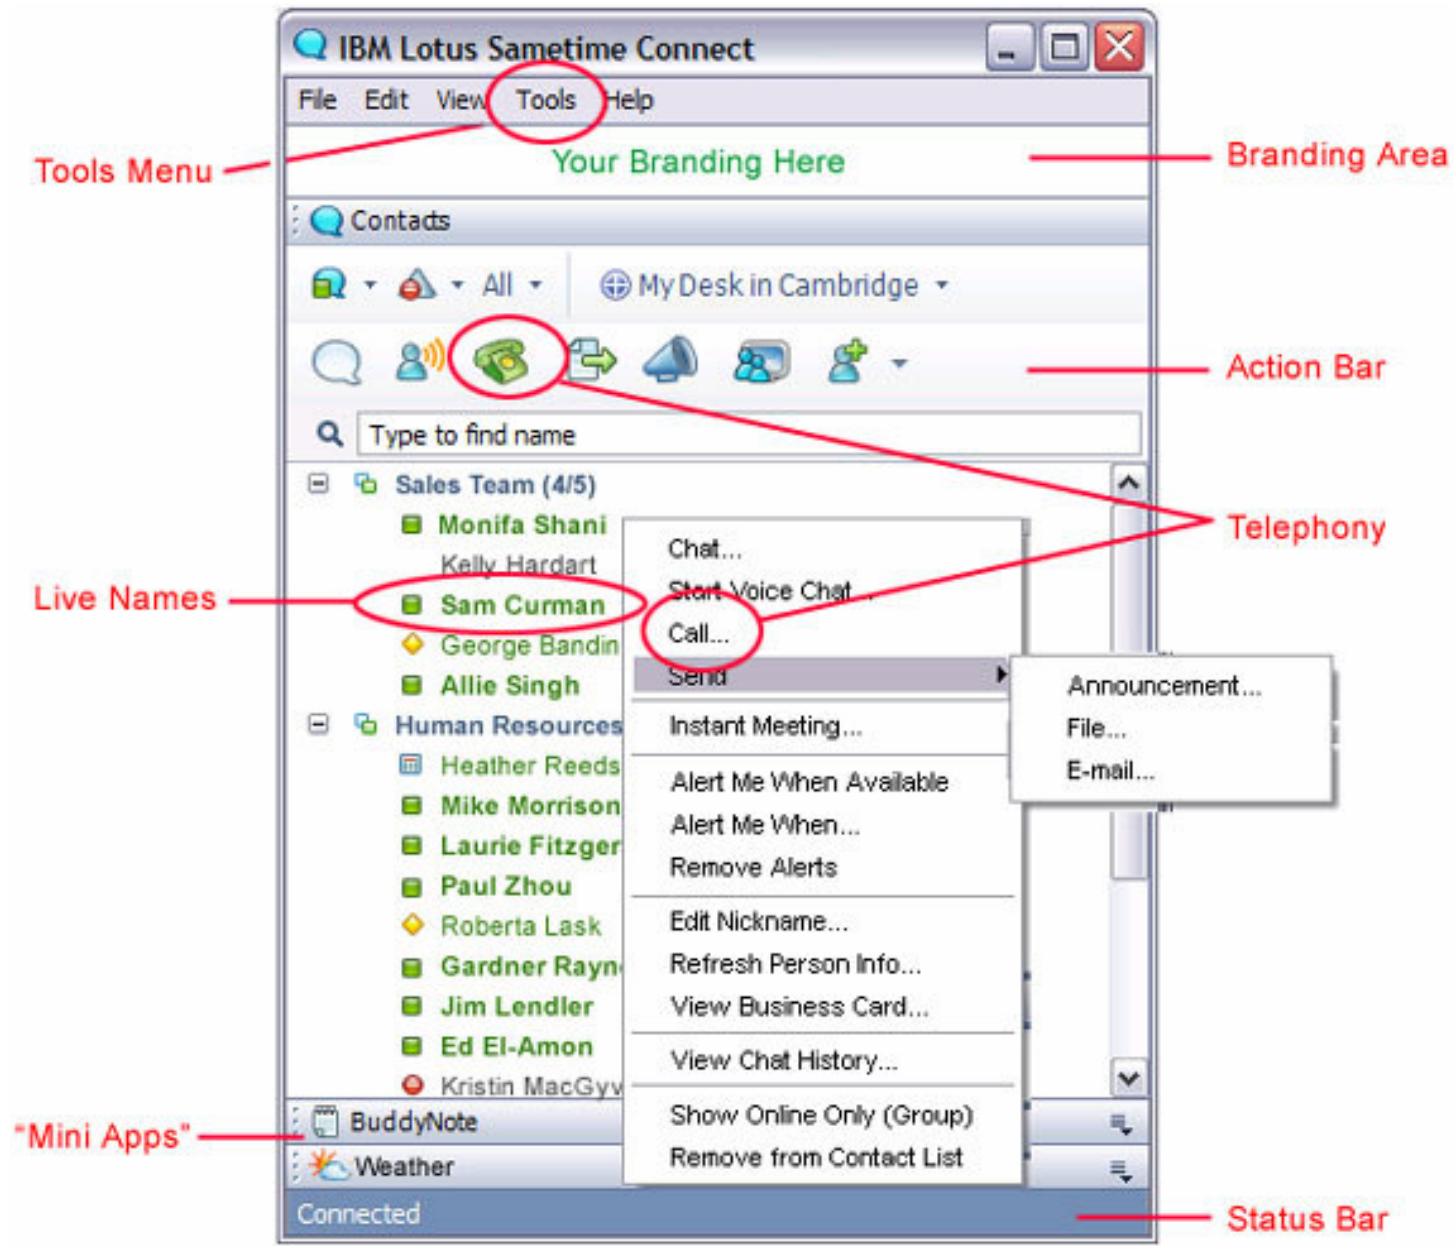 IBM Lotus Sametime Connect
File Edit View Tools Help
Tools Menu
Your Branding Here
Branding Area
Contacts
All My Desk in Cambridge
Action Bar
Type to find name
Sales Team (4/5)
Monifa Shani
Kelly Hardart
Live Names
Sam Curman
George Bandin
Allie Singh
Human Resources
Heather Reeds
Mike Morrison
Laurie Fitzger
Paul Zhou
Roberta Lask
Gardner Rayn
Jim Lendler
Ed El-Amon
Kristin MacGyv
Chat...
Start Voice Chat...
Call...
Send
Instant Meeting...
Alert Me When Available
Alert Me When...
Remove Alerts
Edit Nickname...
Refresh Person Info...
View Business Card...
View Chat History...
Show Online Only (Group)
Remove from Contact List
Announcement...
File...
E-mail...
Telephony
"Mini Apps"
BuddyNote
Weather
Connected
Status Bar